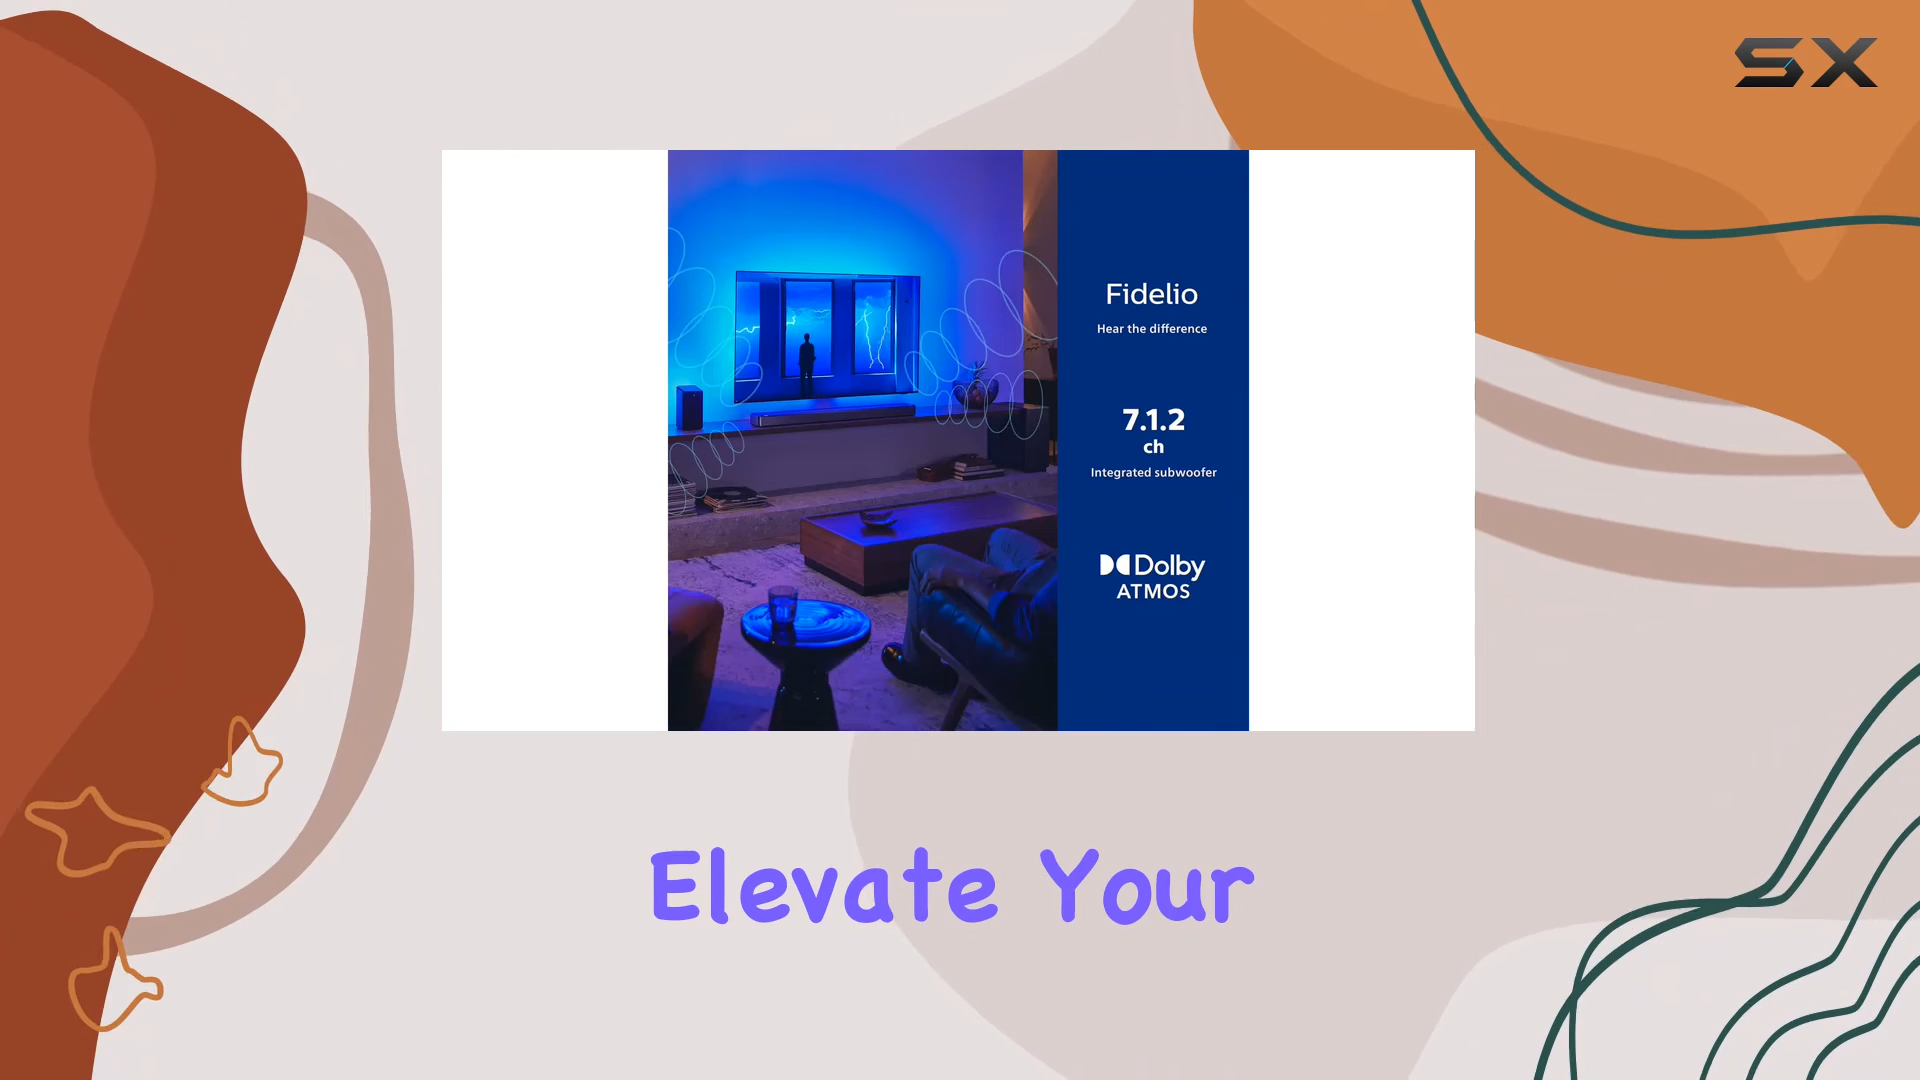 SX
Fidelio
Hear the difference
7.1.2
ch
Integrated subwoofer
Dolby
ATMOS
Elevate Your